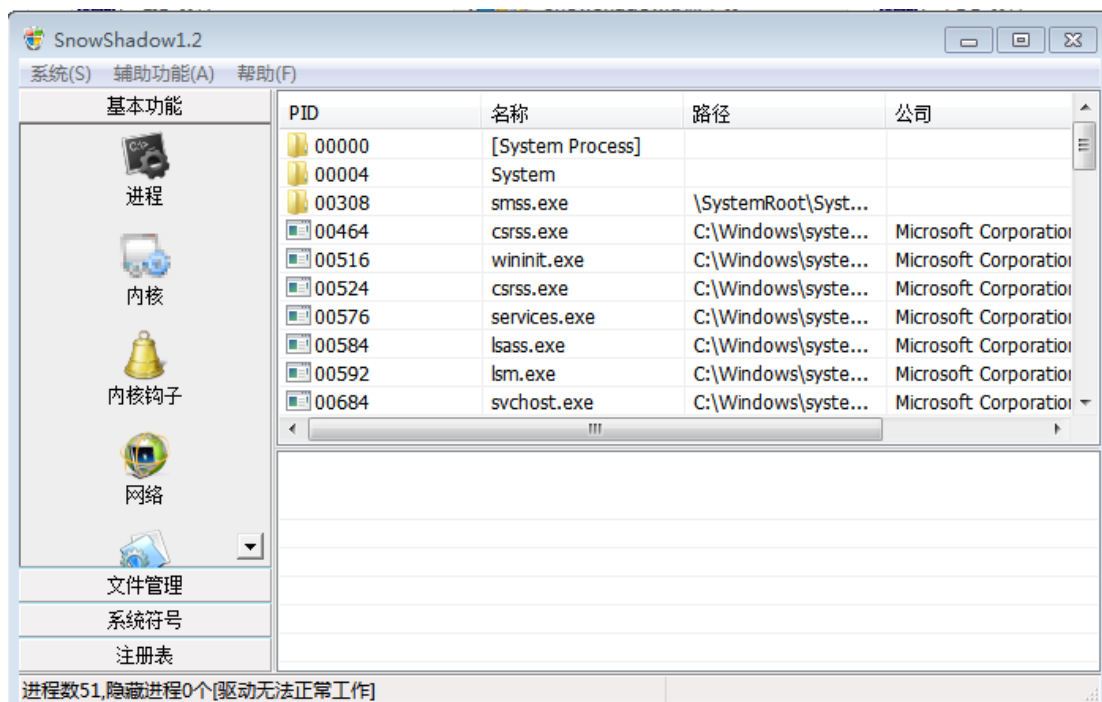 SnowShadow1.2
系统(S) 辅助功能(A) 帮助(F)
基本功能
进程
内核
内核钩子
网络
文件管理
系统符号
注册表
PID 名称 路径 公司
00000 [System Process]
00004 System
00308 smss.exe \SystemRoot\Syst...
00464 csrss.exe C:\Windows\syste... Microsoft Corporation
00516 wininit.exe C:\Windows\syste... Microsoft Corporation
00524 csrss.exe C:\Windows\syste... Microsoft Corporation
00576 services.exe C:\Windows\syste... Microsoft Corporation
00584 lsass.exe C:\Windows\syste... Microsoft Corporation
00592 lsm.exe C:\Windows\syste... Microsoft Corporation
00684 svchost.exe C:\Windows\syste... Microsoft Corporation
进程数51,隐藏进程0个[驱动无法正常工作]